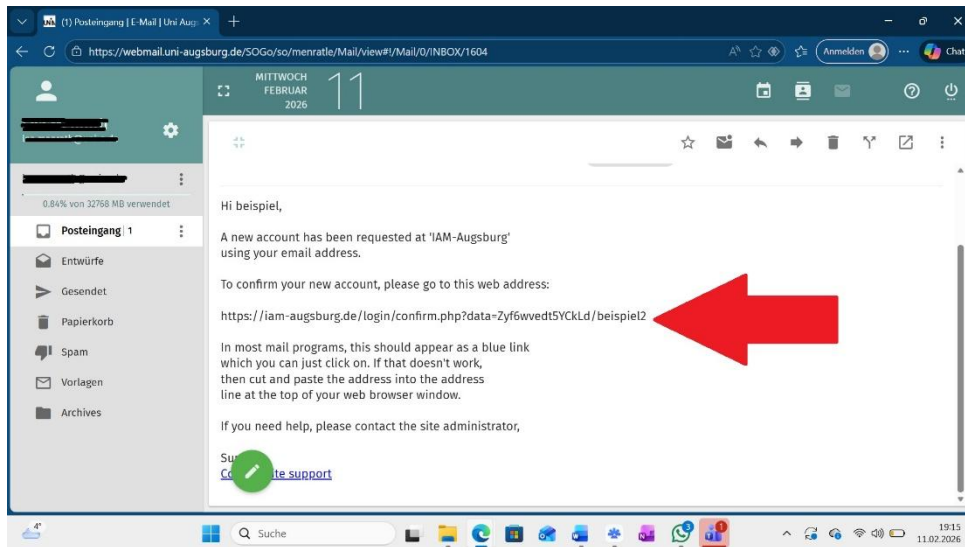 (1) Posteingang | E-Mail | Uni Aug
https://webmail.uni-augsburg.de/SOGo/so/menratle/Mail/view#!/Mail/0/INBOX/1604
Anmelden
Chat
MITTWOCH
FEBRUAR
2026
11
0.84% von 32768 MB verwendet
Posteingang 1
Entwürfe
Gesendet
Papierkorb
Spam
Vorlagen
Archives
Hi beispiel,
A new account has been requested at 'IAM-Augsburg'
using your email address.
To confirm your new account, please go to this web address:
https://iam-augsburg.de/login/confirm.php?data=Zyf6wvedt5YCkLd/beispiel2
In most mail programs, this should appear as a blue link
which you can just click on. If that doesn't work,
then cut and paste the address into the address
line at the top of your web browser window.
If you need help, please contact the site administrator,
support
4°
Suche
19:15
11.02.2026